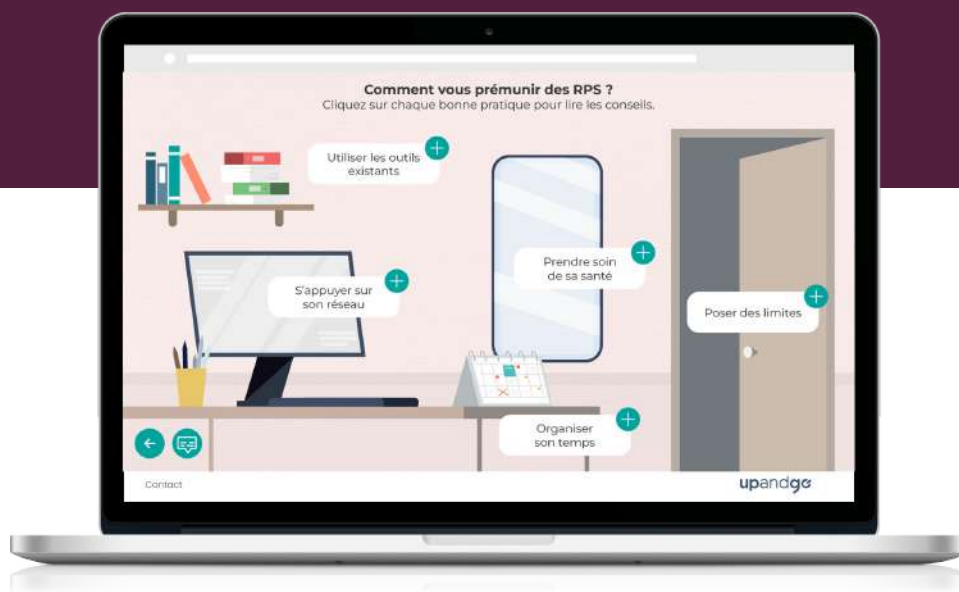 Comment vous prémunir des RPS ?
Cliquez sur chaque bonne pratique pour lire les conseils.
Utiliser les outils
existants
Prendre soin
de sa santé
S'appuyer sur
son réseau
Poser des limites
Organiser
son temps
Contact
upandgo